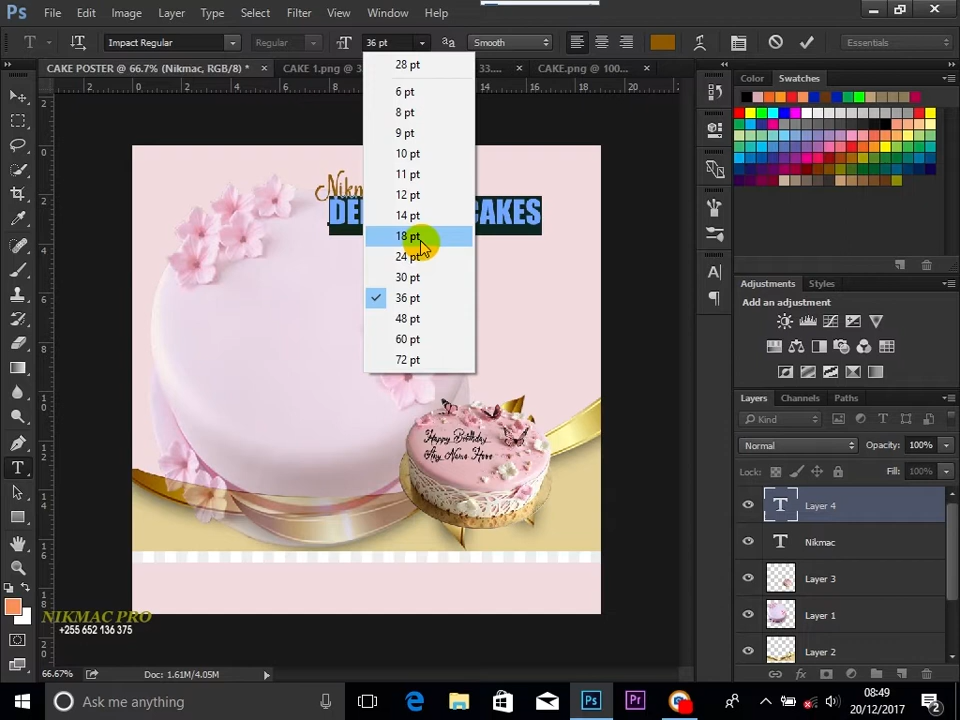 Ps File Edit Image Layer Type Select Filter View Window Help
T Impact Regular Regular 36 pt aa Smooth Essentials
CAKE POSTER @ 66.7% (Nikmac, RGB/8) * × CAKE 1.png @ 3 33.... × CAKE.png @ 100... ×
28 pt
6 pt
8 pt
9 pt
10 pt
11 pt
12 pt
14 pt
18 pt
24 pt
30 pt
36 pt
48 pt
60 pt
72 pt
Nikm
DE CAKES
Happy Birthday
Any Name Here
NIKMAC PRO
+255 652 136 375
Color Swatches
Adjustments Styles
Add an adjustment
Layers Channels Paths
Kind
Normal Opacity: 100%
Lock: Fill: 100%
Layer 4
Nikmac
Layer 3
Layer 1
Layer 2
66.67% Doc: 1.61M/4.05M
Ask me anything
08:49
20/12/2017